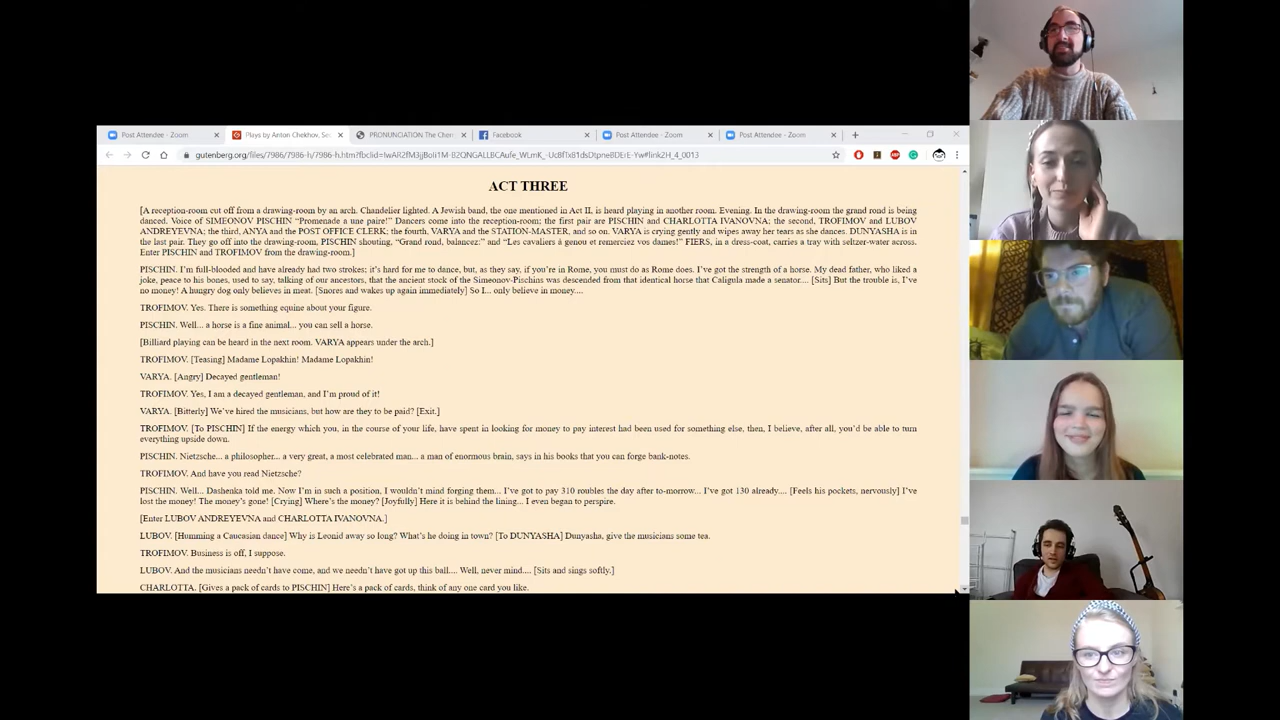 Post Attendee - Zoom
Plays by Anton Chekhov, Sec
PRONUNCIATION The Cherr
Facebook
Post Attendee - Zoom
Post Attendee - Zoom
ACT THREE
[A reception-room cut off from a drawing-room by an arch. Chandelier lighted. A Jewish band, the one mentioned in Act II, is heard playing in another room. Evening. In the drawing-room the grand rond is being
danced. Voice of SIMEONOV PISCHIN “Promenade a une paire!” Dancers come into the reception-room; the first pair are PISCHIN and CHARLOTTA IVANOVNA; the second, TROFIMOV and LUBOV
ANDREYEVNA; the third, ANYA and the POST OFFICE CLERK; the fourth, VARYA and the STATION-MASTER, and so on. VARYA is crying gently and wipes away her tears as she dances. DUNYASHA is in
the last pair. They go off into the drawing-room, PISCHIN shouting, “Grand rond, balancez:” and “Les cavaliers à genou et remerciez vos dames!” FIERS, in a dress-coat, carries a tray with seltzer-water across.
Enter PISCHIN and TROFIMOV from the drawing-room.]
PISCHIN. I’m full-blooded and have already had two strokes; it’s hard for me to dance, but, as they say, if you’re in Rome, you must do as Rome does. I’ve got the strength of a horse. My dead father, who liked a
joke, peace to his bones, used to say, talking of our ancestors, that the ancient stock of the Simeonov-Pischins was descended from that identical horse that Caligula made a senator.... [Sits] But the trouble is, I’ve
no money! A hungry dog only believes in meat. [Snores and wakes up again immediately] So I... only believe in money....
TROFIMOV. Yes. There is something equine about your figure.
PISCHIN. Well... a horse is a fine animal... you can sell a horse.
[Billiard playing can be heard in the next room. VARYA appears under the arch.]
TROFIMOV. [Teasing] Madame Lopakhin! Madame Lopakhin!
VARYA. [Angry] Decayed gentleman!
TROFIMOV. Yes, I am a decayed gentleman, and I’m proud of it!
VARYA. [Bitterly] We’ve hired the musicians, but how are they to be paid? [Exit.]
TROFIMOV. [To PISCHIN] If the energy which you, in the course of your life, have spent in looking for money to pay interest had been used for something else, then, I believe, after all, you’d be able to turn
everything upside down.
PISCHIN. Nietzsche... a philosopher... a very great, a most celebrated man... a man of enormous brain, says in his books that you can forge bank-notes.
TROFIMOV. And have you read Nietzsche?
PISCHIN. Well... Dashenka told me. Now I’m in such a position, I wouldn’t mind forging them... I’ve got to pay 310 roubles the day after to-morrow... I’ve got 130 already.... [Feels his pockets, nervously] I’ve
lost the money! The money’s gone! [Crying] Where’s the money? [Joyfully] Here it is behind the lining... I even began to perspire.
[Enter LUBOV ANDREYEVNA and CHARLOTTA IVANOVNA.]
LUBOV. [Humming a Caucasian dance] Why is Leonid away so long? What’s he doing in town? [To DUNYASHA] Dunyasha, give the musicians some tea.
TROFIMOV. Business is off, I suppose.
LUBOV. And the musicians needn’t have come, and we needn’t have got up this ball.... Well, never mind.... [Sits and sings softly.]
CHARLOTTA. [Gives a pack of cards to PISCHIN] Here’s a pack of cards, think of any one card you like.